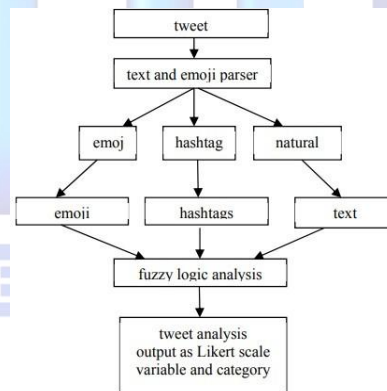 tweet
text and emoji parser
emoj
hashtag
natural
emoji
hashtags
text
fuzzy logic analysis
tweet analysis
output as Likert scale
variable and category